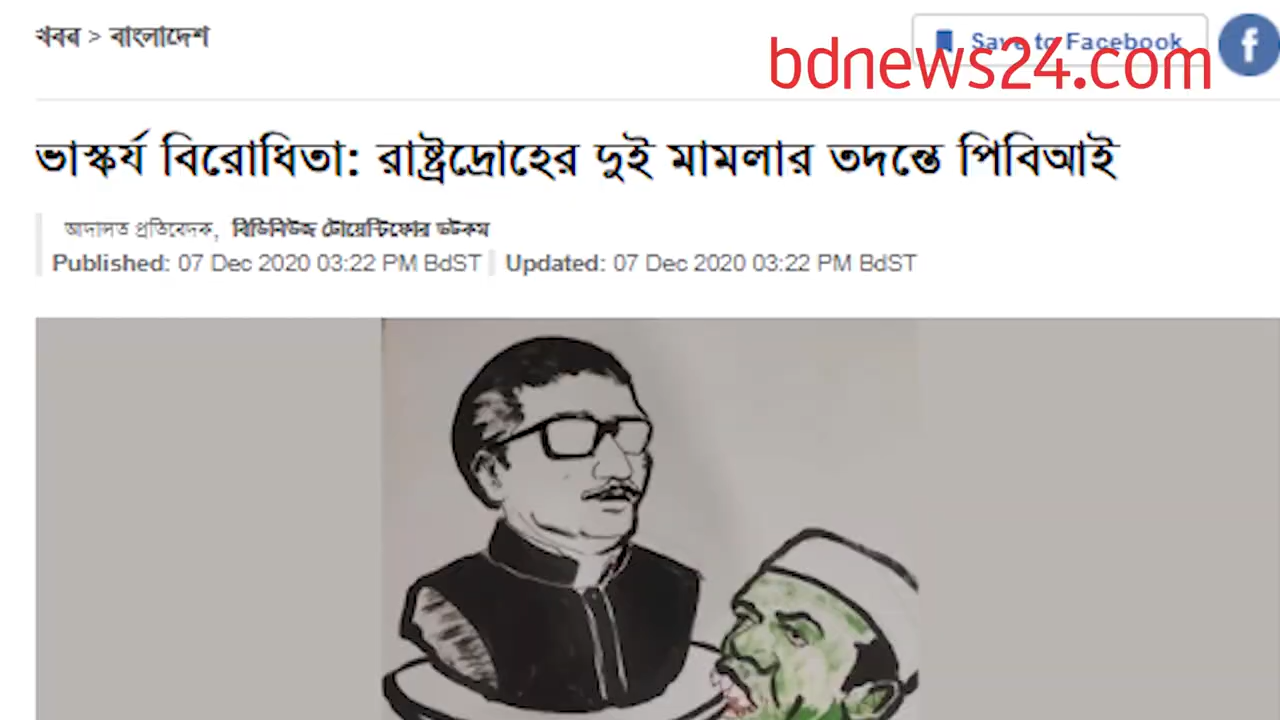 খবর > বাংলাদেশ
Save to Facebook
bdnews24.com
f
ভাস্কর্য বিরোধিতা: রাষ্ট্রদ্রোহের দুই মামলার তদন্তে পিবিআই
আদালত প্রতিবেদক, বিডিনিউজ টোয়েন্টিফোর ডটকম
Published: 07 Dec 2020 03:22 PM BdST Updated: 07 Dec 2020 03:22 PM BdST